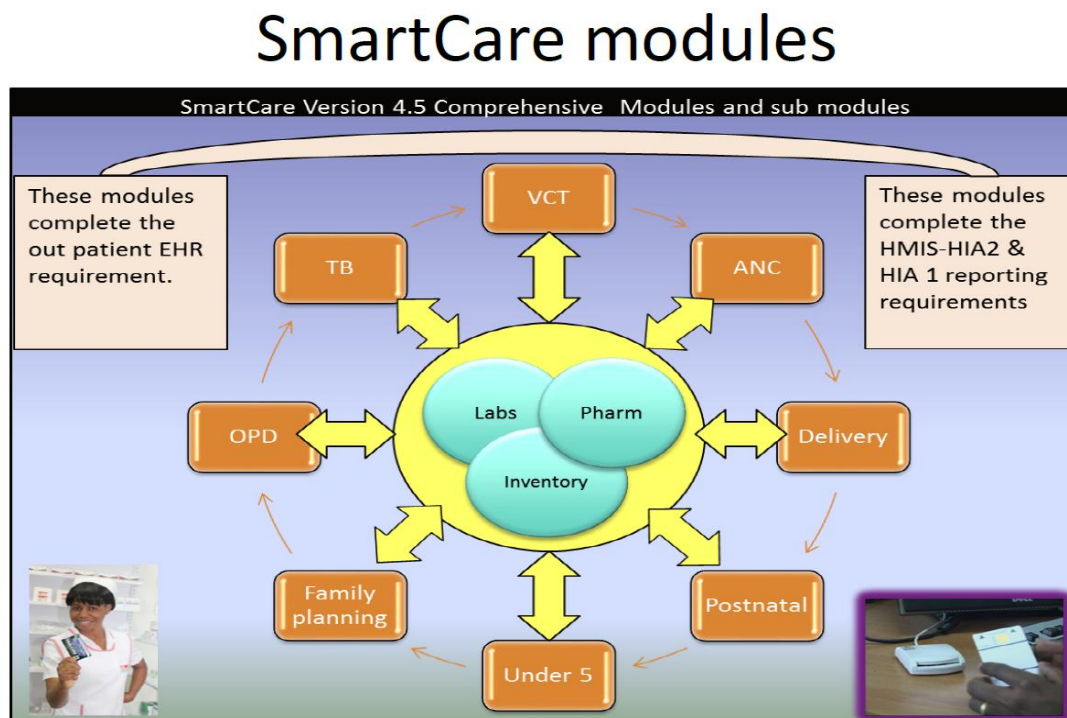 SmartCare modules
SmartCare Version 4.5 Comprehensive Modules and sub modules
These modules
complete the
out patient EHR
requirement.
These modules
complete the
HMIS-HIA2 &
HIA 1 reporting
requirements
VCT
ANC
Delivery
Postnatal
Under 5
Family
planning
OPD
TB
Labs
Pharm
Inventory
DELL